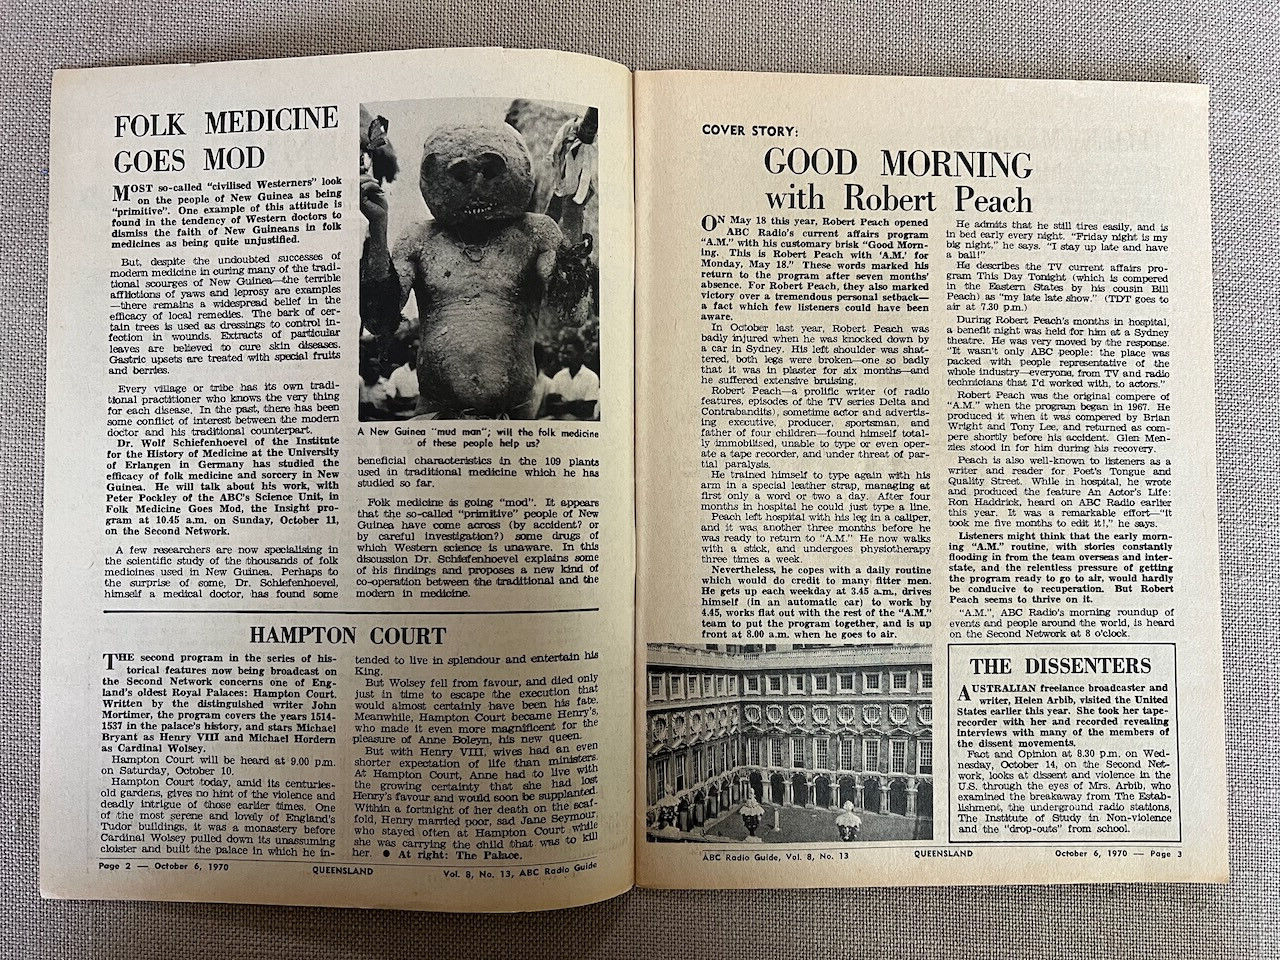 FOLK MEDICINE
GOES MOD
MOST so-called "civilised Westerners" look
on the people of New Guinea as being
"primitive". One example of this attitude is
found in the tendency of Western doctors to
dismiss the faith of New Guineans in folk
medicines as being quite unjustified.
But, despite the undoubted successes of
modern medicine in curing many of the tradi-
tional scourges of New Guinea—the terrible
afflictions of yaws and leprosy are examples
—there remains a widespread belief in the
efficacy of local remedies. The bark of cer-
tain trees is used as dressings to control in-
fection in wounds. Extracts of particular
leaves are believed to cure skin diseases.
Gastric upsets are treated with special fruits
and berries.
Every village or tribe has its own tradi-
tional practitioner who knows the very thing
for each disease. In the past, there has been
some conflict of interest between the modern
doctor and his traditional counterpart.
Dr. Wolf Schiefenhoevel of the Institute
for the History of Medicine at the University
of Erlangen in Germany has studied the
efficacy of folk medicine and sorcery in New
Guinea. He will talk about his work, with
Peter Pockley of the ABC's Science Unit, in
Folk Medicine Goes Mod, the Insight pro-
gram at 10.45 a.m. on Sunday, October 11,
on the Second Network.
A few researchers are now specialising in
the scientific study of the thousands of folk
medicines used in New Guinea. Perhaps to
the surprise of some, Dr. Schiefenhoevel,
himself a medical doctor, has found some
A New Guinea "mud man"; will the folk medicine
of these people help us?
beneficial characteristics in the 109 plants
used in traditional medicine which he has
studied so far.
Folk medicine is going "mod". It appears
that the so-called "primitive" people of New
Guinea have come across (by accident? or
by careful investigation?) some drugs of
which Western science is unaware. In this
discussion Dr. Schiefenhoevel explains some
of his findings and proposes a new kind of
co-operation between the traditional and the
modern in medicine.
HAMPTON COURT
THE second program in the series of his-
torical features now being broadcast on
the Second Network concerns one of Eng-
land's oldest Royal Palaces: Hampton Court.
Written by the distinguished writer John
Mortimer, the program covers the years 1514-
1537 in the palace's history, and stars Michael
Bryant as Henry VIII and Michael Hordern
as Cardinal Wolsey.
Hampton Court will be heard at 9.00 p.m.
on Saturday, October 10.
Hampton Court today, amid its centuries-
old gardens, gives no hint of the violence and
deadly intrigue of those earlier times. One
of the most serene and lovely of England's
Tudor buildings, it was a monastery before
Cardinal Wolsey pulled down its unassuming
cloister and built the palace in which he in-
tended to live in splendour and entertain his
King.
But Wolsey fell from favour, and died only
just in time to escape the execution that
would almost certainly have been his fate.
Meanwhile, Hampton Court became Henry's,
who made it even more magnificent for the
pleasure of Anne Boleyn, his new queen.
But with Henry VIII, wives had an even
shorter expectation of life than ministers.
At Hampton Court, Anne had to live with
the growing certainty that she had lost
Henry's favour and would soon be supplanted.
Within a fortnight of her death on the scaf-
fold, Henry married poor, sad Jane Seymour,
who stayed often at Hampton Court while
she was carrying the child that was to kill
her. ● At right: The Palace.
Page 2 — October 6, 1970
QUEENSLAND
Vol. 8, No. 13, ABC Radio Guide
COVER STORY:
GOOD MORNING
with Robert Peach
ON May 18 this year, Robert Peach opened
ABC Radio's current affairs program
"A.M." with his customary brisk "Good Morn-
ing. This is Robert Peach with 'A.M.' for
Monday, May 18." These words marked his
return to the program after seven months'
absence. For Robert Peach, they also marked
victory over a tremendous personal setback—
a fact which few listeners could have been
aware.
In October last year, Robert Peach was
badly injured when he was knocked down by
a car in Sydney. His left shoulder was shat-
tered, both legs were broken—one so badly
that it was in plaster for six months—and
he suffered extensive bruising.
Robert Peach—a prolific writer (of radio
features, episodes of the TV series Delta and
Contrabandits), sometime actor and advertis-
ing executive, producer, sportsman, and
father of four children—found himself total-
ly immobilised, unable to type or even oper-
ate a tape recorder, and under threat of par-
tial paralysis.
He trained himself to type again with his
arm in a special leather strap, managing at
first only a word or two a day. After four
months in hospital he could just type a line.
Peach left hospital with his leg in a caliper,
and it was another three months before he
was ready to return to "A.M." He now walks
with a stick, and undergoes physiotherapy
three times a week.
Nevertheless, he copes with a daily routine
which would do credit to many fitter men.
He gets up each weekday at 3.45 a.m., drives
himself (in an automatic car) to work by
4.45, works flat out with the rest of the "A.M."
team to put the program together, and is up
front at 8.00 a.m. when he goes to air.
He admits that he still tires easily, and is
in bed early every night. "Friday night is my
big night," he says. "I stay up late and have
a ball!"
He describes the TV current affairs pro-
gram This Day Tonight (which is compered
in the Eastern States by his cousin Bill
Peach) as "my late late show." (TDT goes to
air at 7.30 p.m.)
During Robert Peach's months in hospital,
a benefit night was held for him at a Sydney
theatre. He was very moved by the response.
"It wasn't only ABC people: the place was
packed with people representative of the
whole industry—everyone, from TV and radio
technicians that I'd worked with, to actors."
Robert Peach was the original compere of
"A.M." when the program began in 1967. He
produced it when it was compered by Brian
Wright and Tony Lee, and returned as com-
pere shortly before his accident. Glen Men-
zies stood in for him during his recovery.
Peach is also well-known to listeners as a
writer and reader for Poet's Tongue and
Quality Street. While in hospital, he wrote
and produced the feature An Actor's Life:
Ron Haddrick, heard on ABC Radio earlier
this year. It was a remarkable effort—"it
took me five months to edit it!," he says.
Listeners might think that the early morn-
ing "A.M." routine, with stories constantly
flooding in from the team overseas and inter-
state, and the relentless pressure of getting
the program ready to go to air, would hardly
be conducive to recuperation. But Robert
Peach seems to thrive on it.
"A.M.", ABC Radio's morning roundup of
events and people around the world, is heard
on the Second Network at 8 o'clock.
THE DISSENTERS
AUSTRALIAN freelance broadcaster and
writer, Helen Arbib, visited the United
States earlier this year. She took her tape-
recorder with her and recorded revealing
interviews with many of the members of
the dissent movements.
Fact and Opinion at 8.30 p.m. on Wed-
nesday, October 14, on the Second Net-
work, looks at dissent and violence in the
U.S. through the eyes of Mrs. Arbib, who
examined the breakaway from The Estab-
lishment, the underground radio stations,
The Institute of Study in Non-violence
and the "drop-outs" from school.
ABC Radio Guide, Vol. 8, No. 13
QUEENSLAND
October 6, 1970 — Page 3